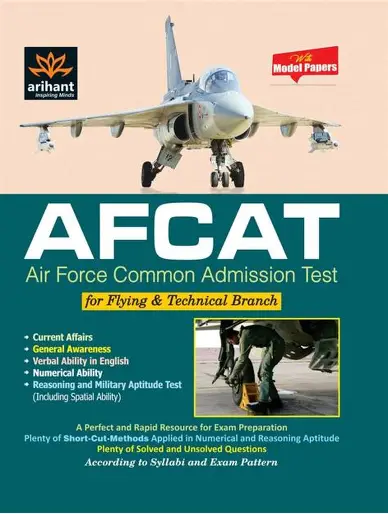 arihant
Inspiring Minds
With
Model Papers
AFCAT
Air Force Common Admission Test
for Flying & Technical Branch
Current Affairs
General Awareness
Verbal Ability in English
Numerical Ability
Reasoning and Military Aptitude Test
(Including Spatial Ability)
A Perfect and Rapid Resource for Exam Preparation
Plenty of Short-Cut-Methods Applied in Numerical and Reasoning Aptitude
Plenty of Solved and Unsolved Questions
According to Syllabi and Exam Pattern